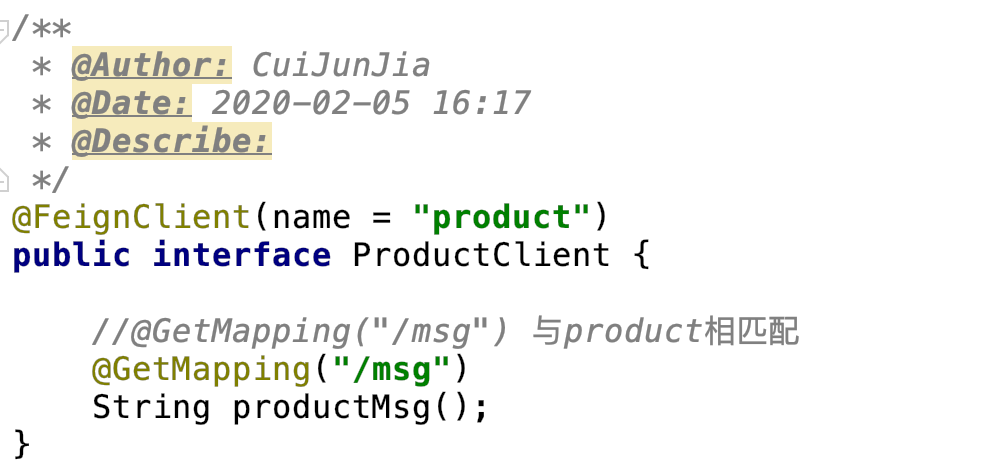 /**
 * @Author: CuiJunJia
 * @Date: 2020-02-05 16:17
 * @Describe:
 */
@FeignClient(name = "product")
public interface ProductClient {
    //@GetMapping("/msg") 与product相匹配
    @GetMapping("/msg")
    String productMsg();
}